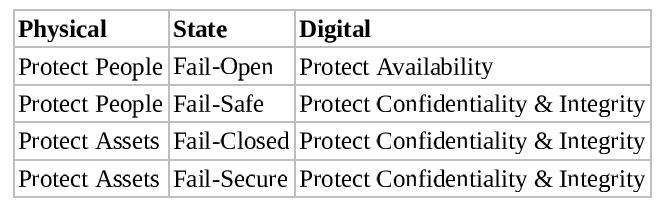 Physical State Digital
Protect People Fail-Open Protect Availability
Protect People Fail-Safe Protect Confidentiality & Integrity
Protect Assets Fail-Closed Protect Confidentiality & Integrity
Protect Assets Fail-Secure Protect Confidentiality & Integrity